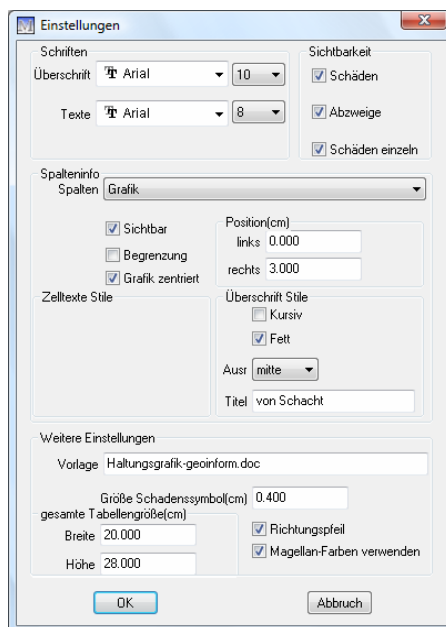 Einstellungen
Schriften
Überschrift Arial 10
Texte Arial 8
Sichtbarkeit
Schäden
Abzweige
Schäden einzeln
Spalteninfo
Spalten Grafik
Sichtbar
Begrenzung
Grafik zentriert
Position(cm)
links 0.000
rechts 3.000
Zelltexte Stile
Überschrift Stile
Kursiv
Fett
Ausr mitte
Titel von Schacht
Weitere Einstellungen
Vorlage Haltungsgrafik-geoinform.doc
Größe Schadenssymbol(cm) 0.400
gesamte Tabellengröße(cm)
Breite 20.000
Höhe 28.000
Richtungspfeil
Magellan-Farben verwenden
OK
Abbruch